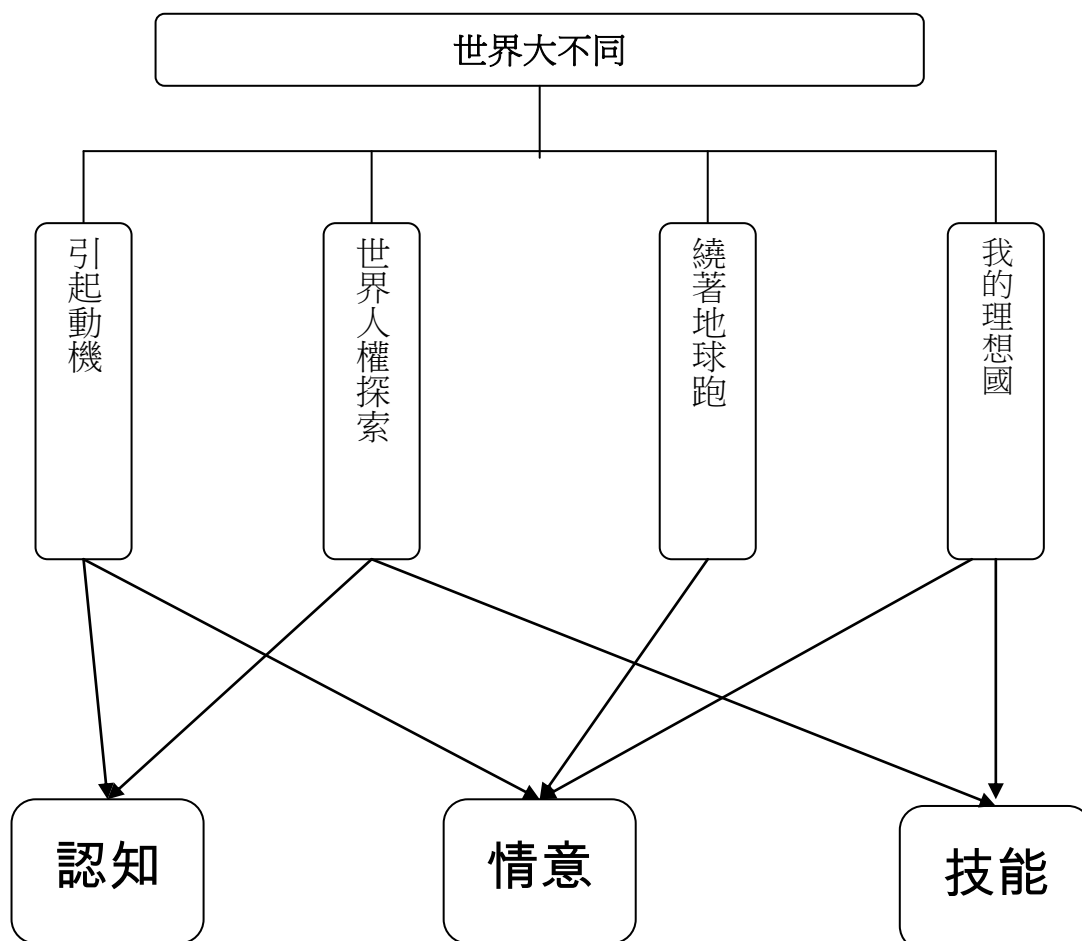 世界大不同
引起動機
世界人權探索
繞著地球跑
我的理想國
認知
情意
技能